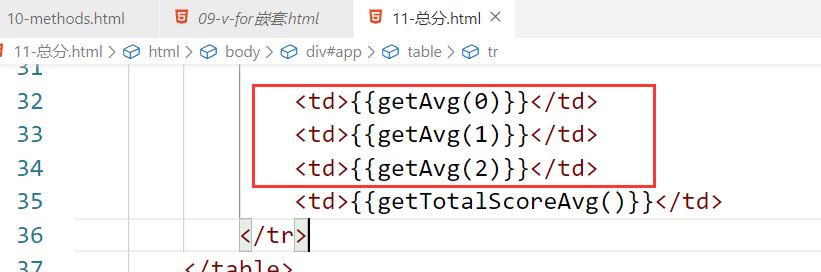 10-methods.html 09-v-for嵌套.html 11-总分.html ×
11-总分.html > html > body > div#app > table > tr
31
32 <td>{{getAvg(0)}}</td>
33 <td>{{getAvg(1)}}</td>
34 <td>{{getAvg(2)}}</td>
35 <td>{{getTotalScoreAvg()}}</td>
36 </tr>
37 </table>